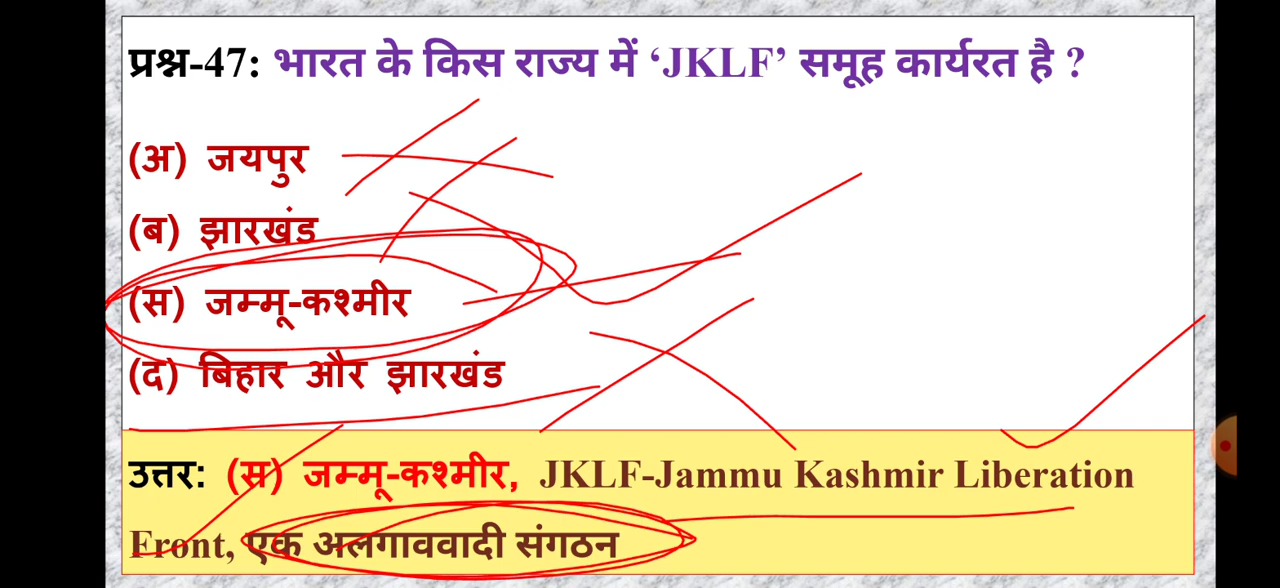 प्रश्न-47: भारत के किस राज्य में ‘JKLF’ समूह कार्यरत है ?
(अ) जयपुर
(ब) झारखंड
(स) जम्मू-कश्मीर
(द) बिहार और झारखंड
उत्तर: (स) जम्मू-कश्मीर, JKLF-Jammu Kashmir Liberation
Front, एक अलगाववादी संगठन